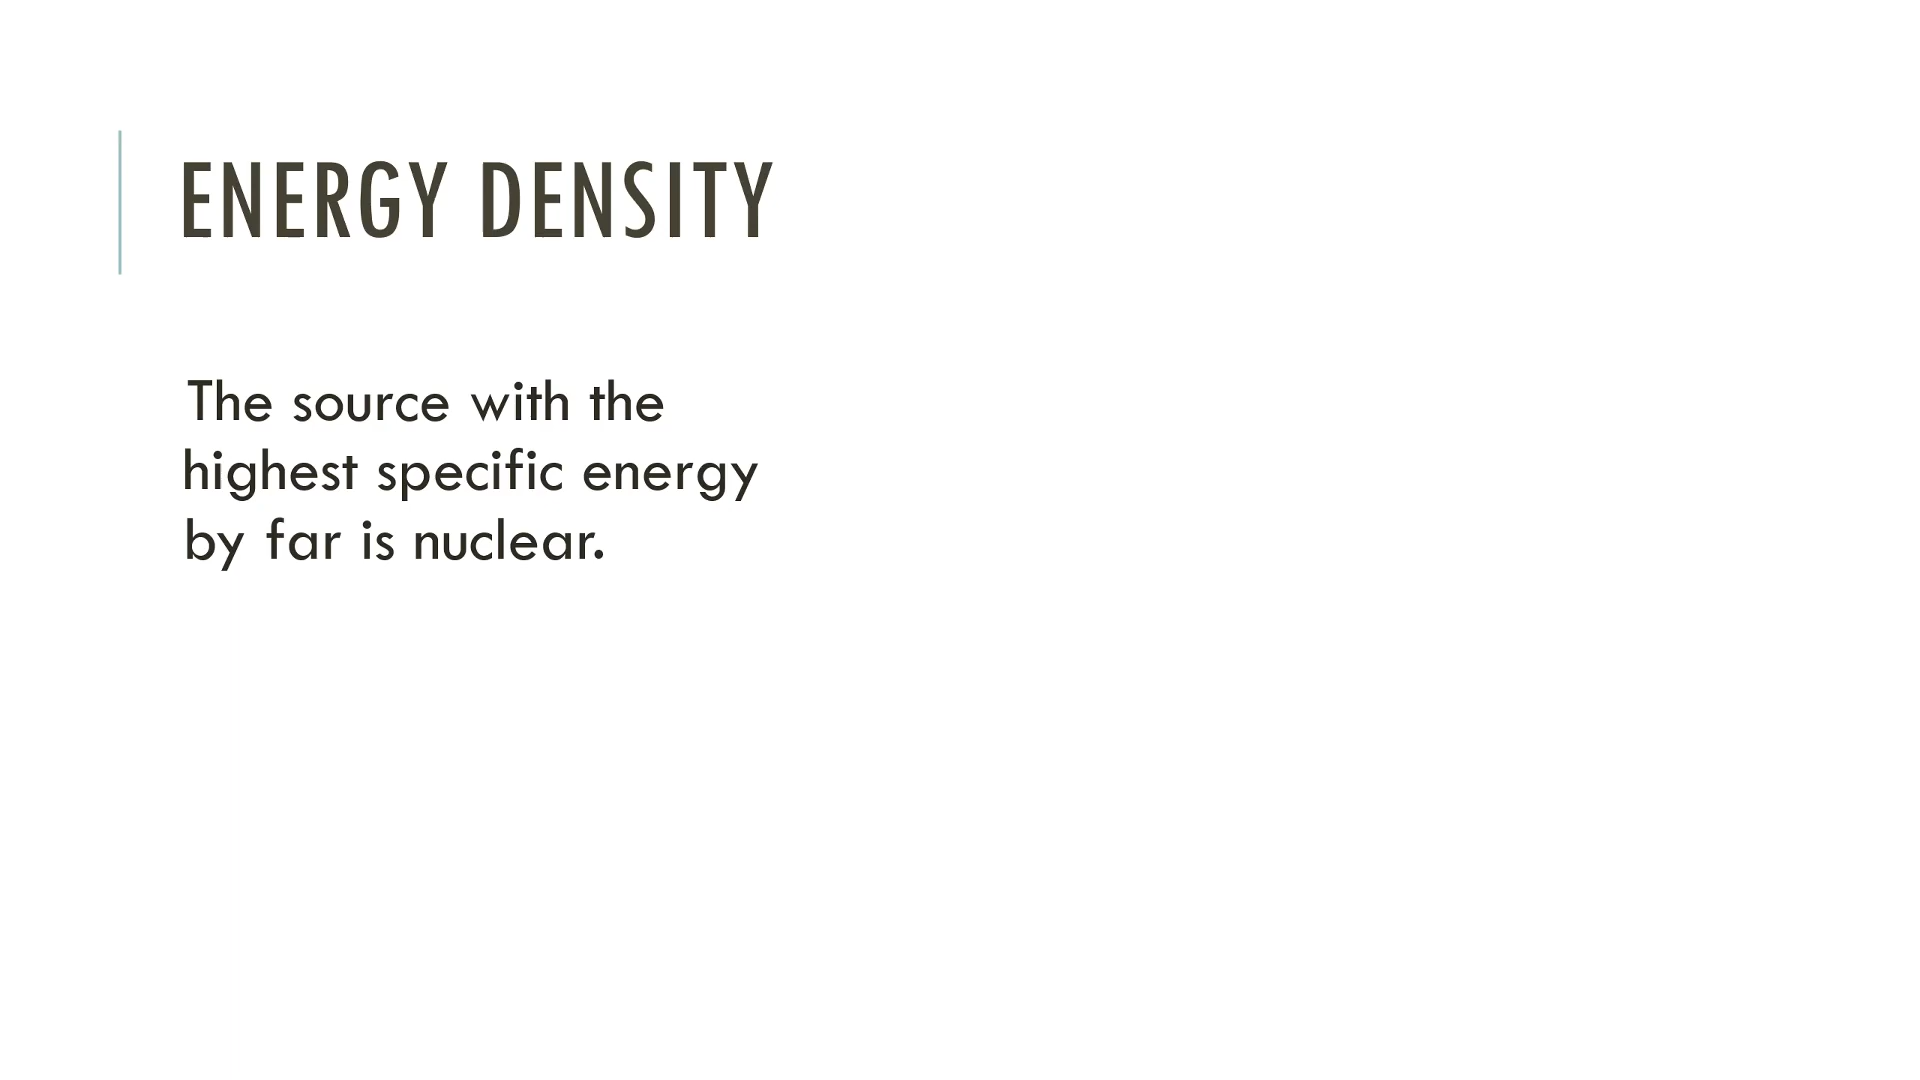 ENERGY DENSITY
The source with the
highest specific energy
by far is nuclear.